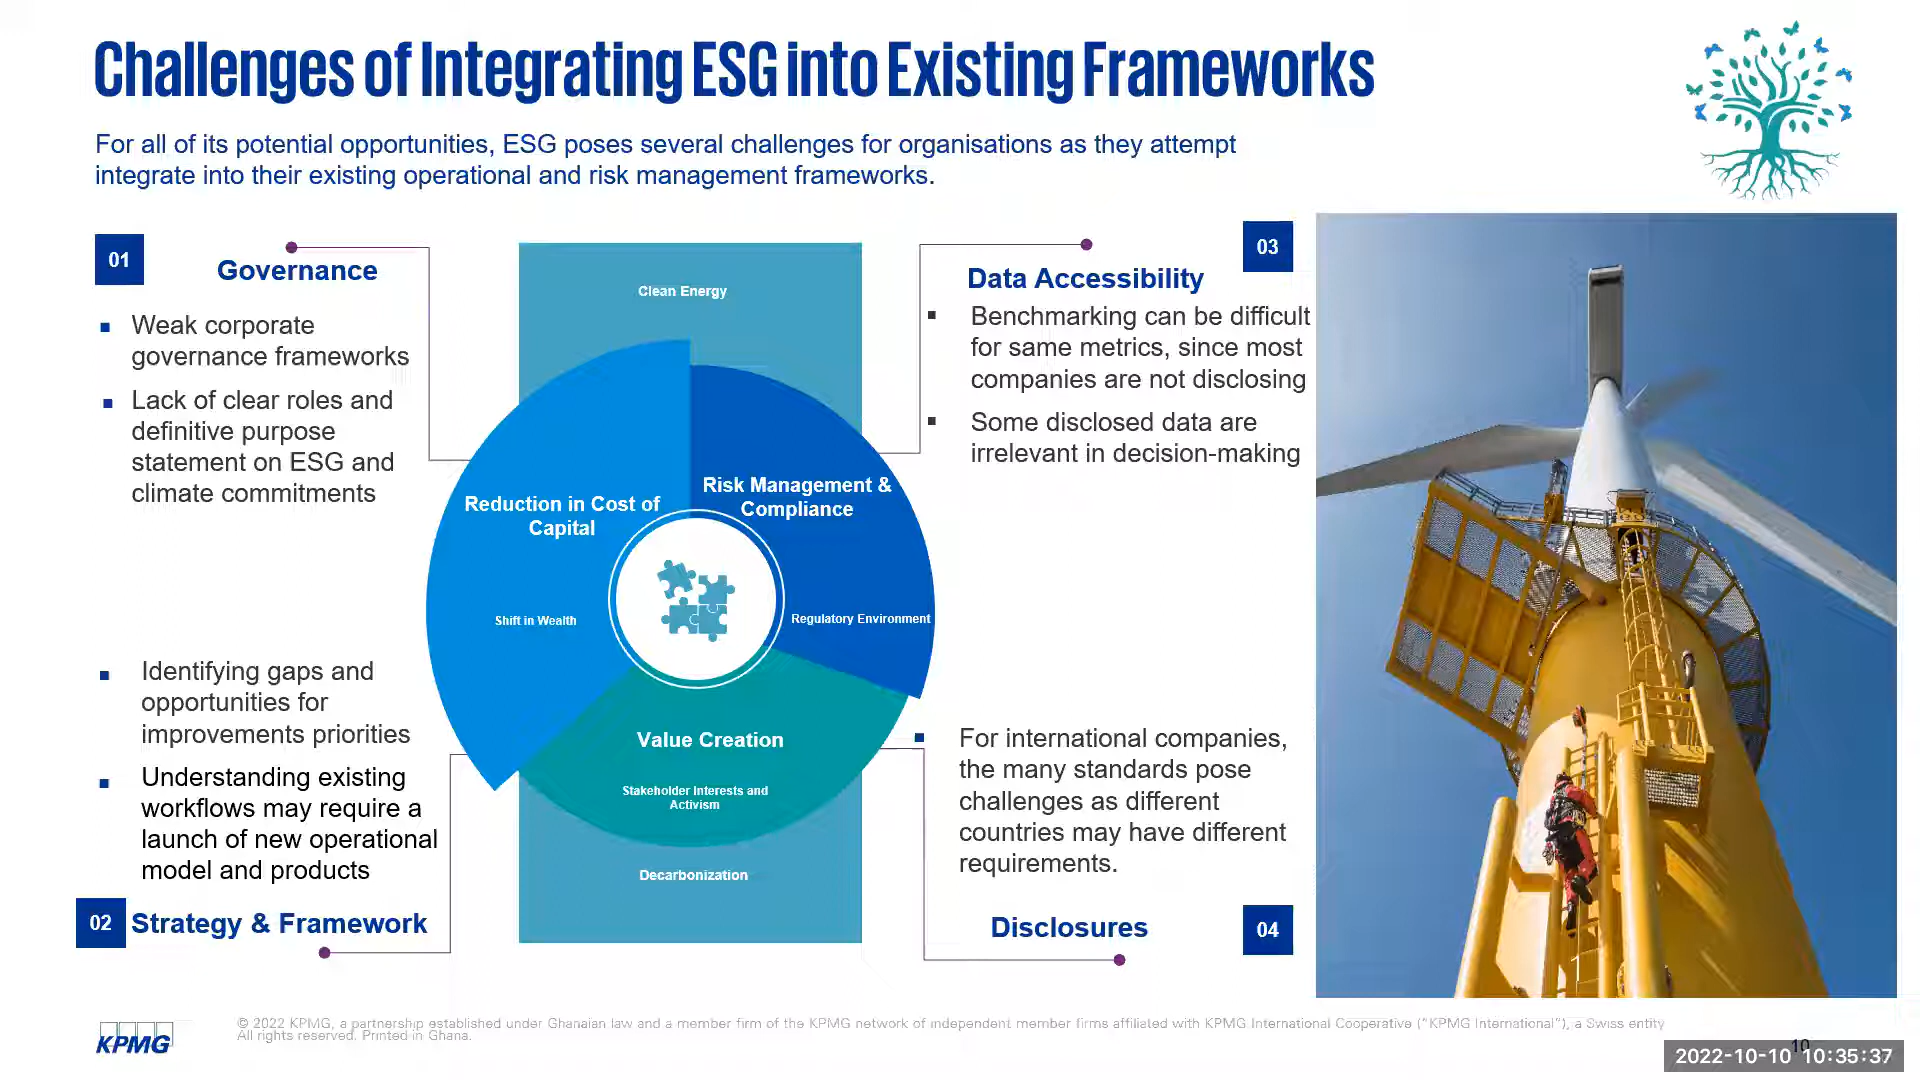 Challenges of Integrating ESG into Existing Frameworks
For all of its potential opportunities, ESG poses several challenges for organisations as they attempt
integrate into their existing operational and risk management frameworks.
01
Governance
Weak corporate
governance frameworks
Lack of clear roles and
definitive purpose
statement on ESG and
climate commitments
Identifying gaps and
opportunities for
improvements priorities
Understanding existing
workflows may require a
launch of new operational
model and products
02 Strategy & Framework
Clean Energy
Reduction in Cost of
Capital
Shift in Wealth
Risk Management &
Compliance
Regulatory Environment
Value Creation
Stakeholder Interests and
Activism
Decarbonization
03
Data Accessibility
Benchmarking can be difficult
for same metrics, since most
companies are not disclosing
Some disclosed data are
irrelevant in decision-making
For international companies,
the many standards pose
challenges as different
countries may have different
requirements.
Disclosures
04
KPMG
© 2022 KPMG, a partnership established under Ghanaian law and a member firm of the KPMG network of independent member firms affiliated with KPMG International Cooperative ("KPMG International"), a Swiss entity
All rights reserved. Printed in Ghana.
10
2022-10-10 10:35:37